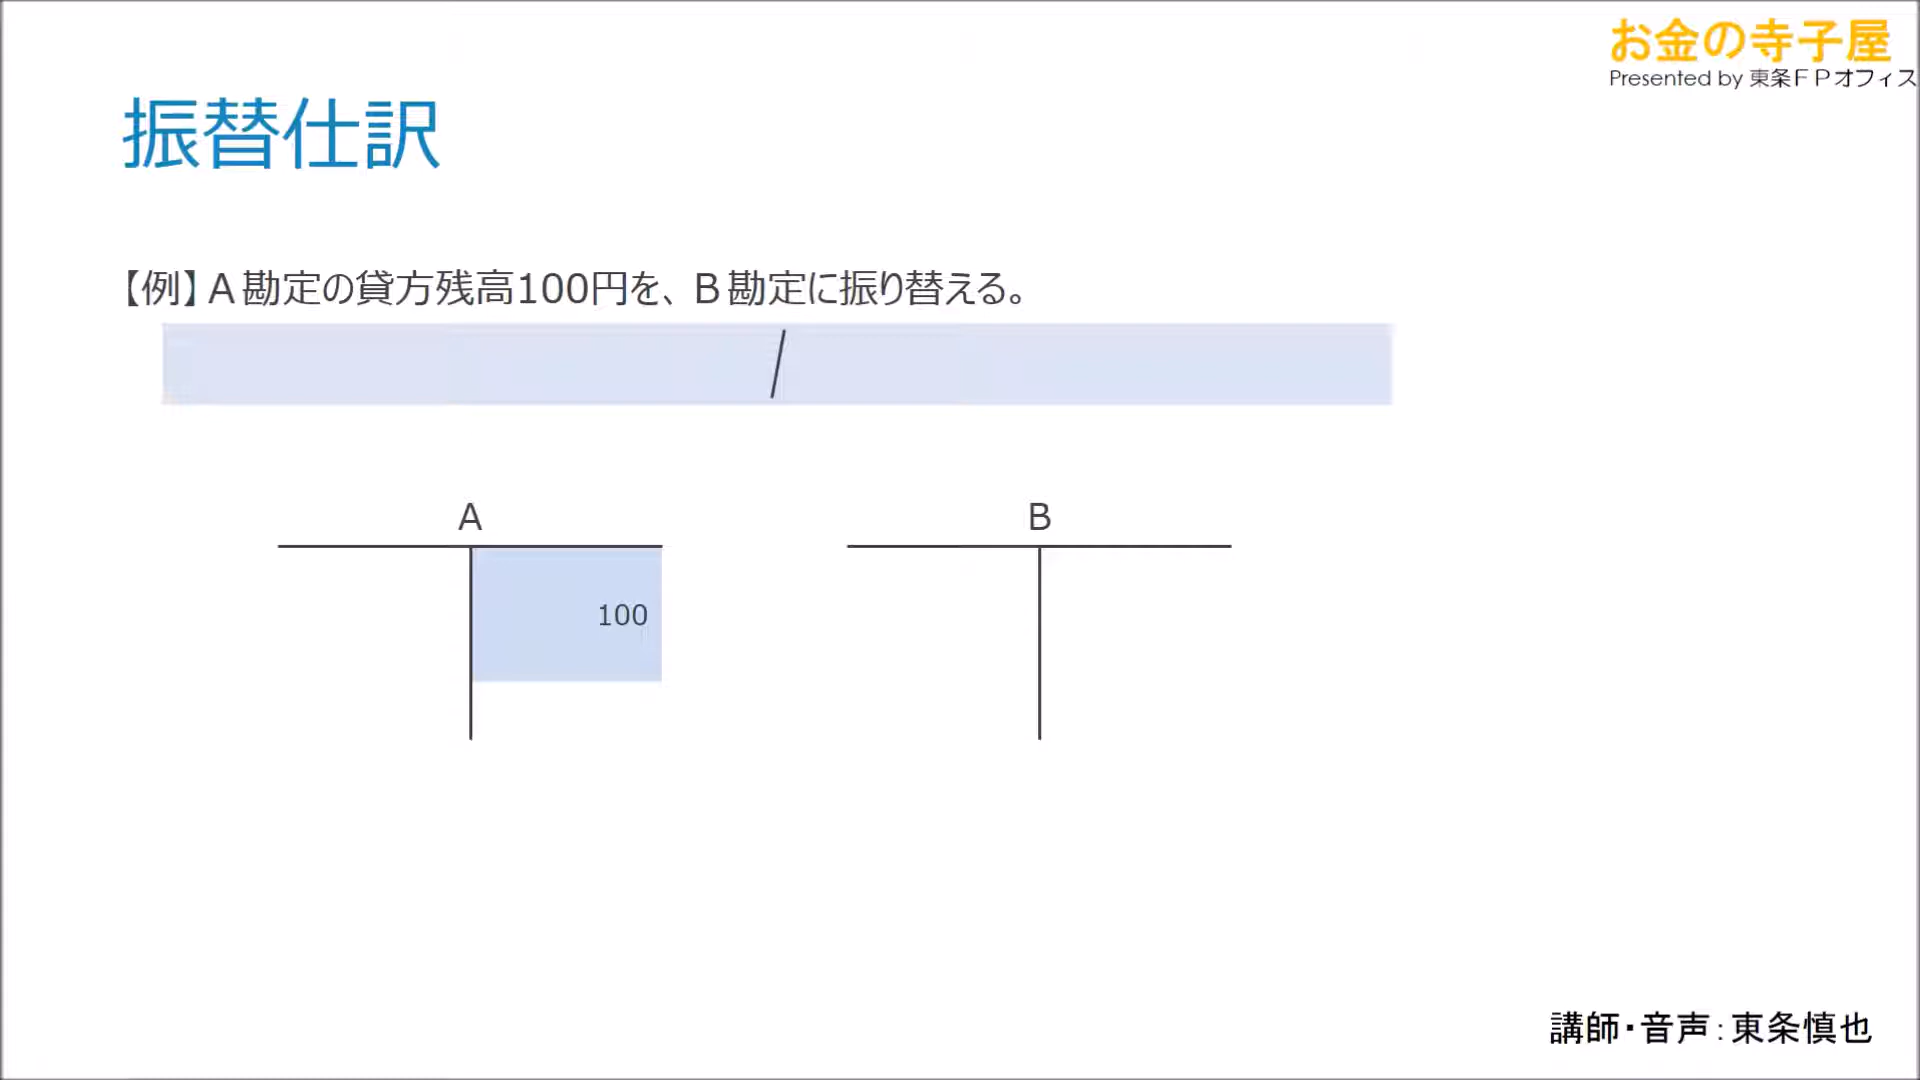 お金の寺子屋
Presented by 東条ＦＰオフィス
振替仕訳
【例】Ａ勘定の貸方残高100円を、Ｂ勘定に振り替える。
/
A
B
100
講師・音声：東条慎也